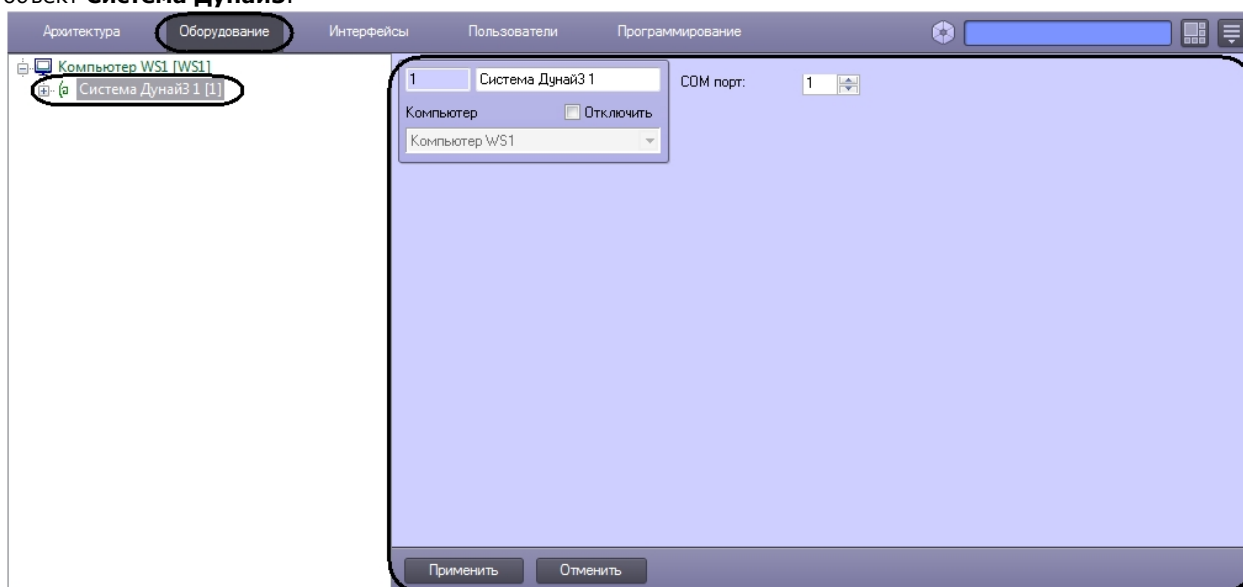 объект Система Дунай3.
Архитектура Оборудование Интерфейсы Пользователи Программирование
Компьютер WS1 [WS1]
Система Дунай3 1 [1]
1 Система Дунай3 1 COM порт: 1
Компьютер Отключить
Компьютер WS1
Применить Отменить